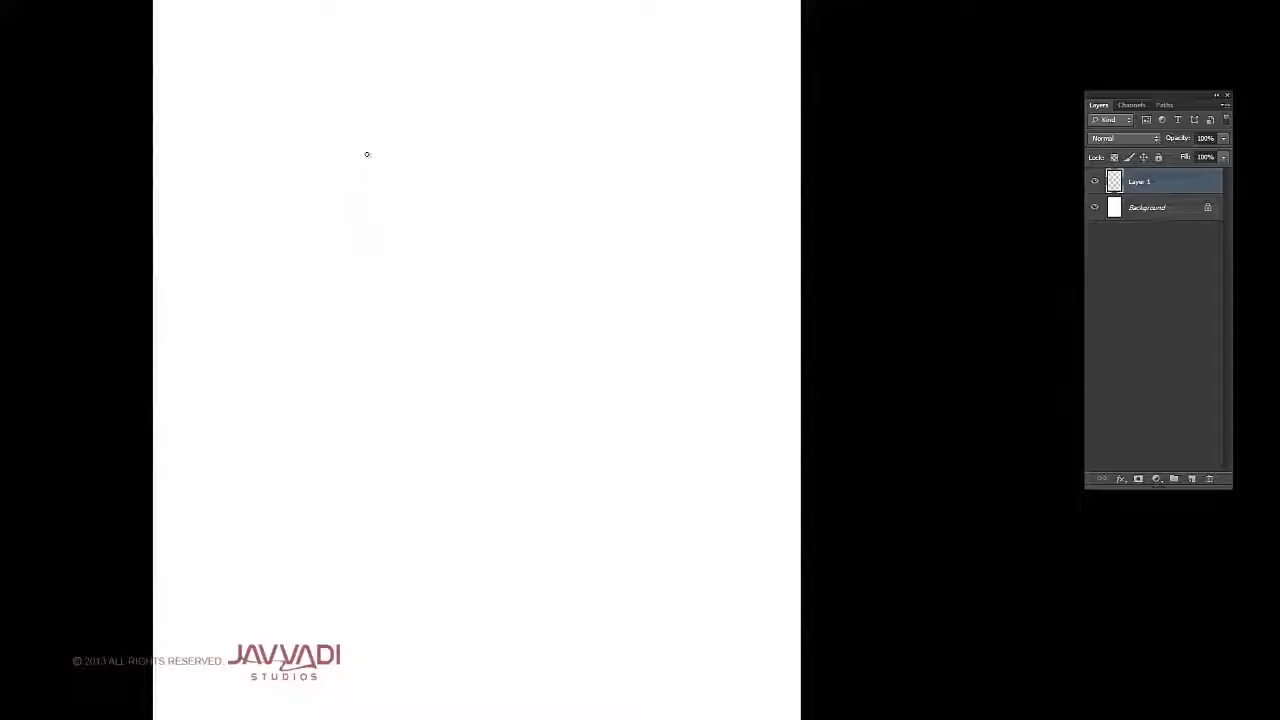 Layers Channels Paths
Kind
Normal Opacity: 100%
Lock: Fill: 100%
Layer 1
Background
fx
© 2013 ALL RIGHTS RESERVED. JAVVADI
STUDIOS